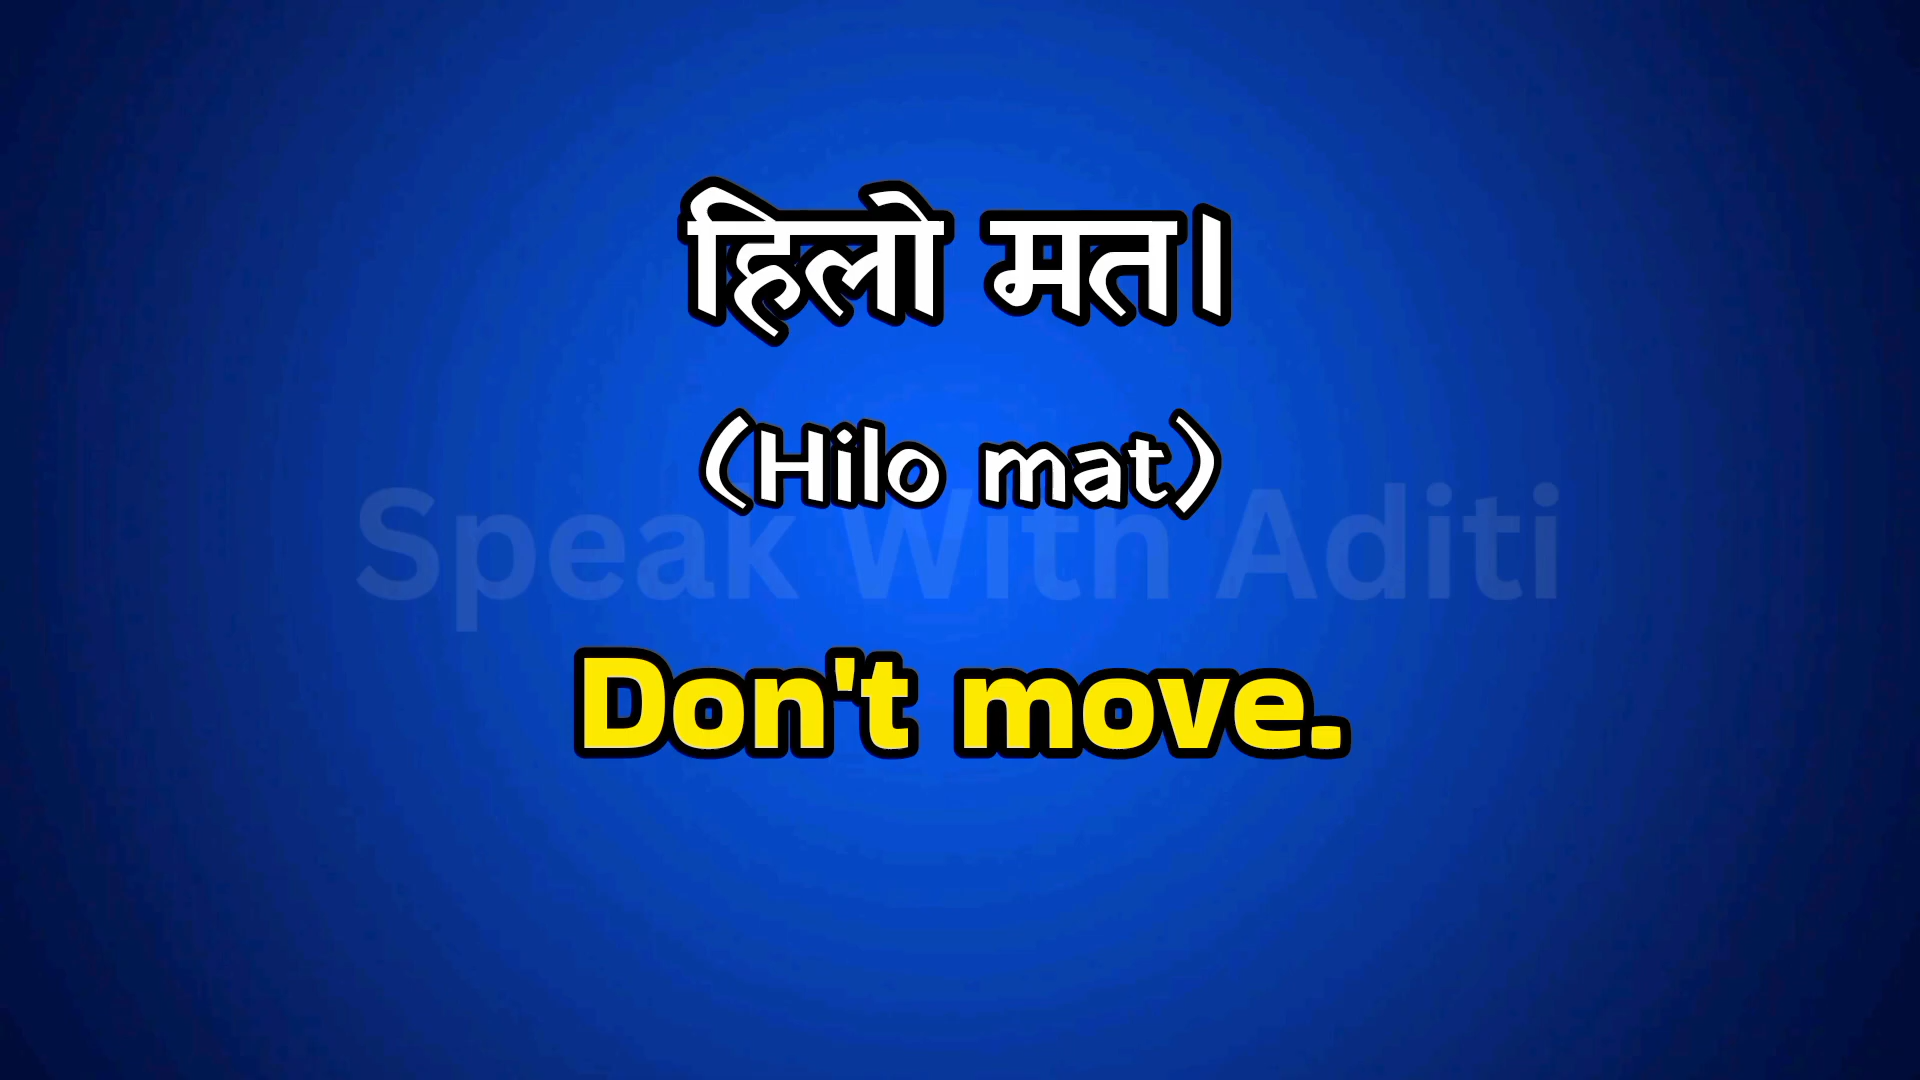 हिलो मत।
(Hilo mat)
Speak With Aditi
Don't move.